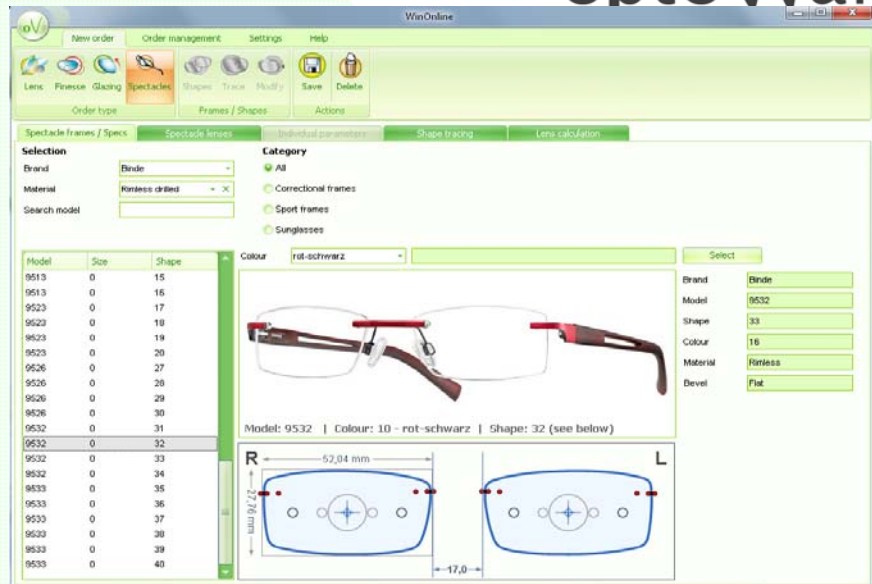 WinOnline
oV
New order Order management Settings Help
Lens Finesse Glazing Spectacles Shapes Trace Modify Save Delete
Order type Frames / Shapes Actions
Spectacle frames / Specs Spectacle lenses Individual parameters Shape tracing Lens calculation
Selection Category
Brand Binde All
Material Rimless drilled Correctional frames
Search model Sport frames
Sunglasses
Colour rot-schwarz Select
Model Size Shape
9513 0 15
9513 0 16
9523 0 17
9523 0 18
9523 0 19
9523 0 20
9526 0 27
9526 0 28
9526 0 29
9526 0 30
9532 0 31
9532 0 32
9532 0 33
9532 0 34
9533 0 35
9533 0 36
9533 0 37
9533 0 38
9533 0 39
9533 0 40
Model: 9532 | Colour: 10 - rot-schwarz | Shape: 32 (see below)
R 52,04 mm L
27,76 mm
17,0
Brand Binde
Model 9532
Shape 33
Colour 16
Material Rimless
Bevel Flat